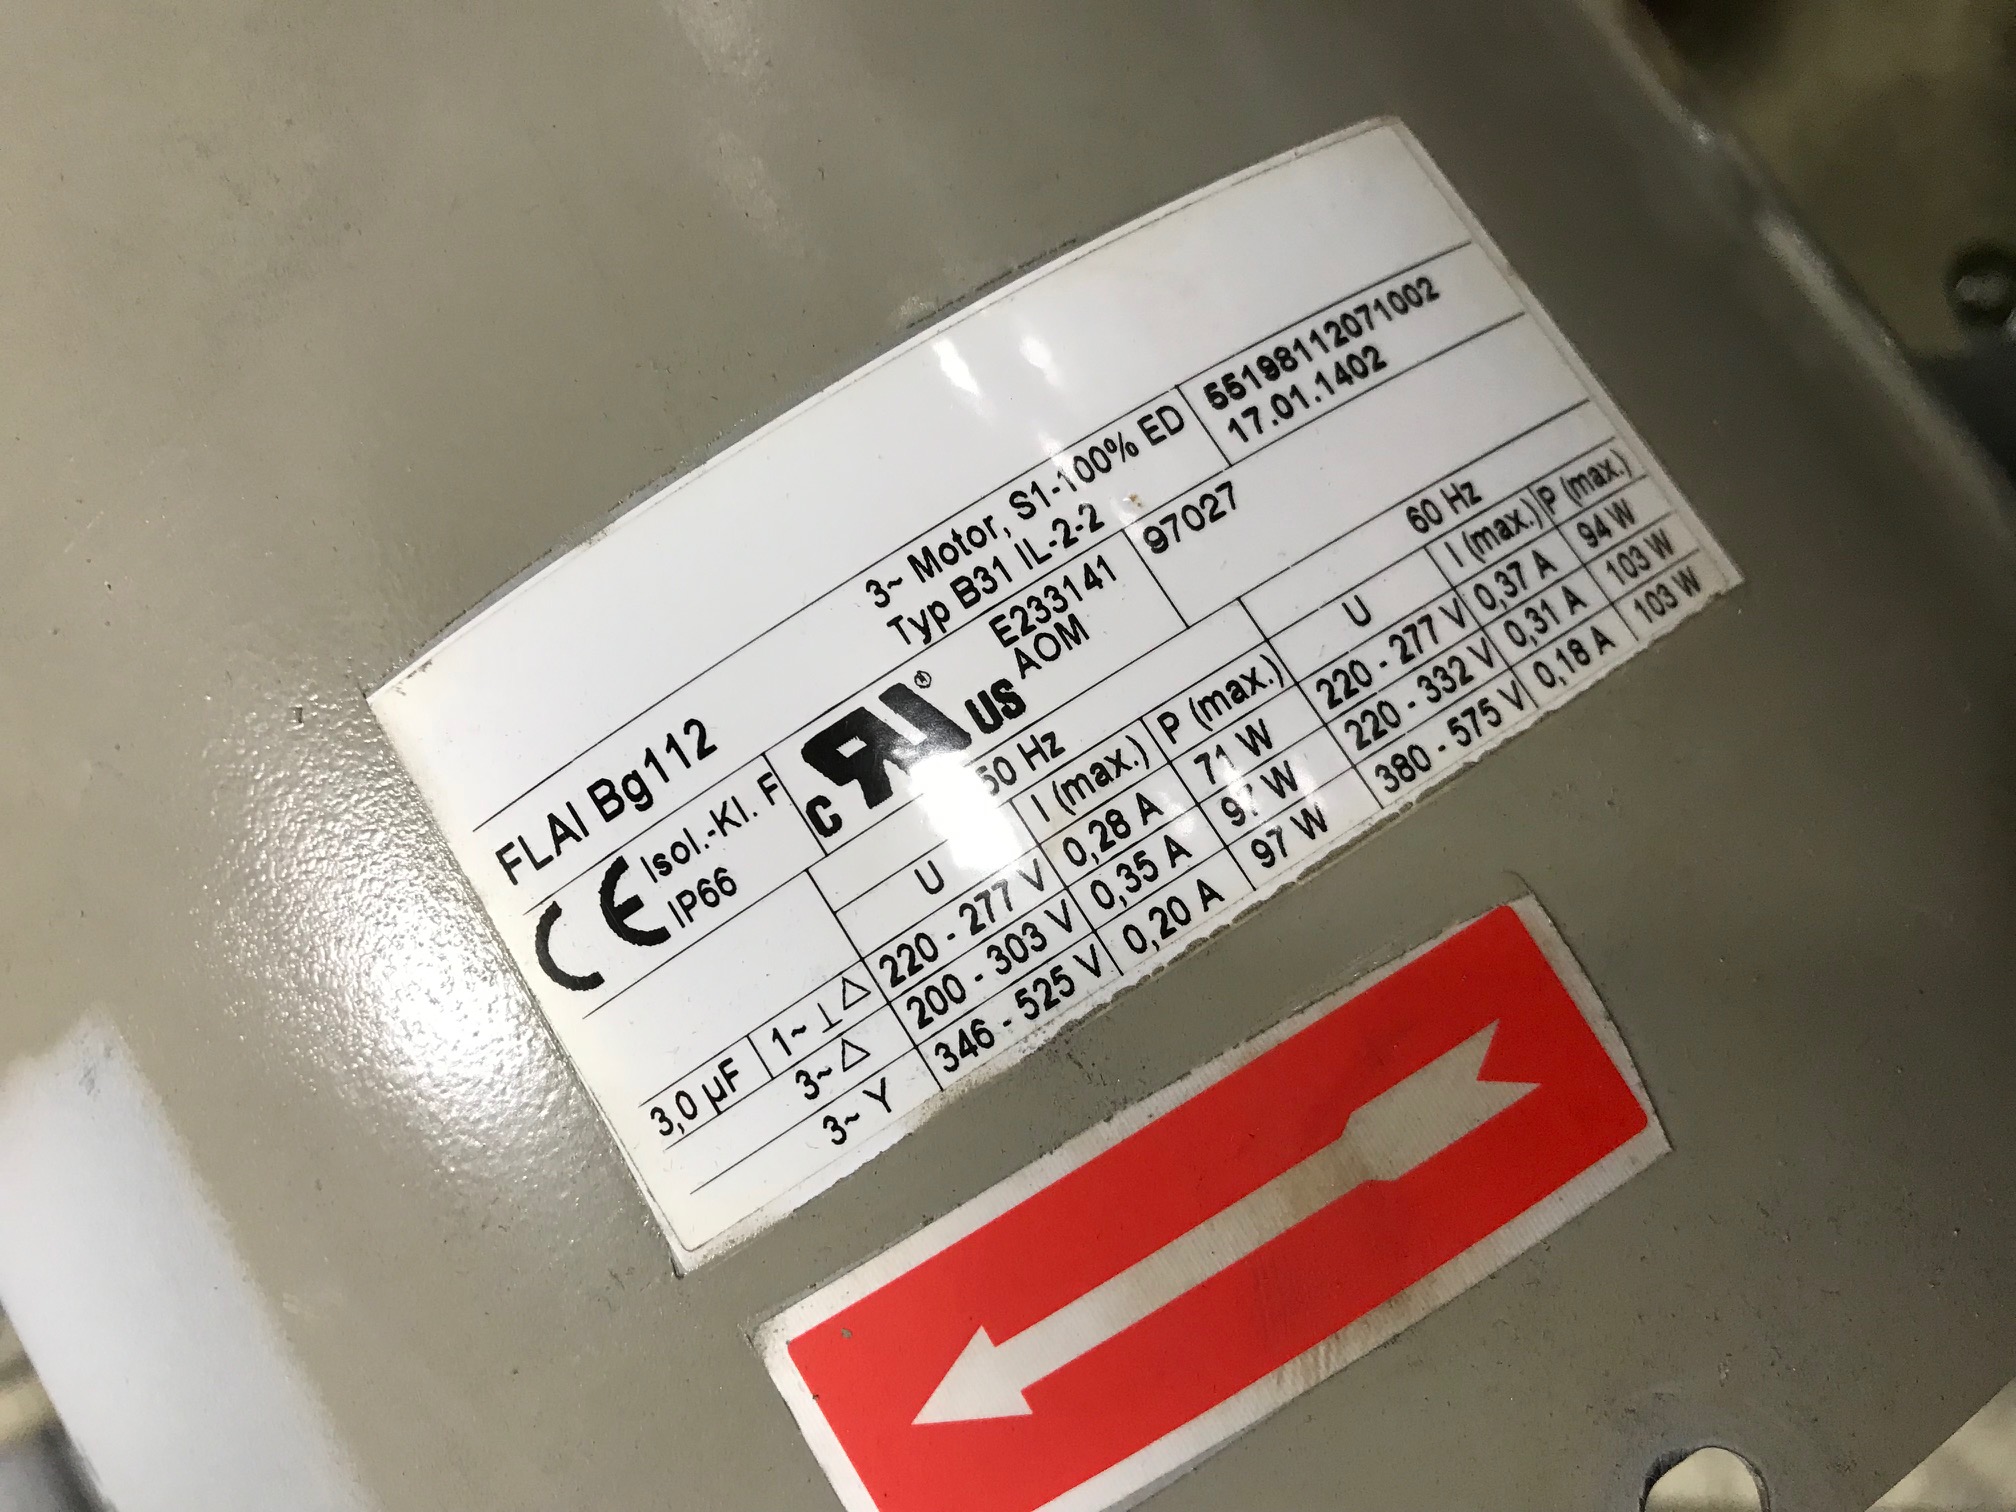 FLAI Bg112 3~ Motor, S1-100% ED 55198112071002
Typ B31 IL-2-2 17.01.1402
CE Isol.-Kl. F
IP66
c RU ® US E233141
AOM
97027
50 Hz 60 Hz
U I (max.) P (max.) U I (max.) P (max.)
3,0 µF 1~ ⊥ △ 220 - 277 V 0,28 A 71 W 220 - 277 V 0,37 A 94 W
3~ △ 200 - 303 V 0,35 A 97 W 220 - 332 V 0,31 A 103 W
3~ Y 346 - 525 V 0,20 A 97 W 380 - 575 V 0,18 A 103 W